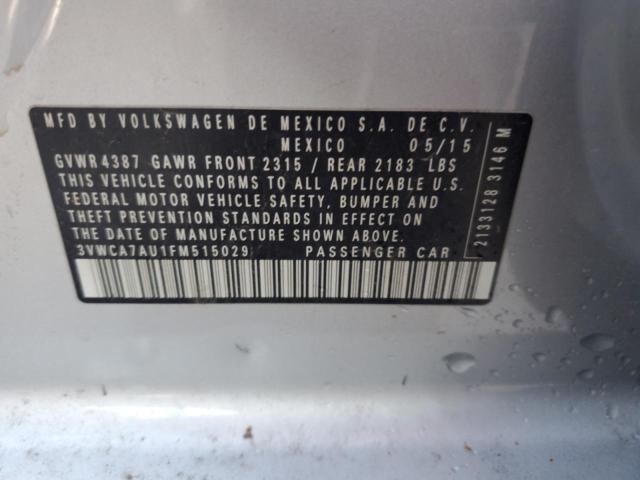 MFD BY VOLKSWAGEN DE MEXICO S.A. DE C.V.
MEXICO 05/15
GVWR 4387 GAWR FRONT 2315 / REAR 2183 LBS
THIS VEHICLE CONFORMS TO ALL APPLICABLE U.S.
FEDERAL MOTOR VEHICLE SAFETY, BUMPER AND
THEFT PREVENTION STANDARDS IN EFFECT ON
THE DATE OF MANUFACTURE SHOWN ABOVE.
3VWCA7AU1FM515029 PASSENGER CAR
2133128 3146 M